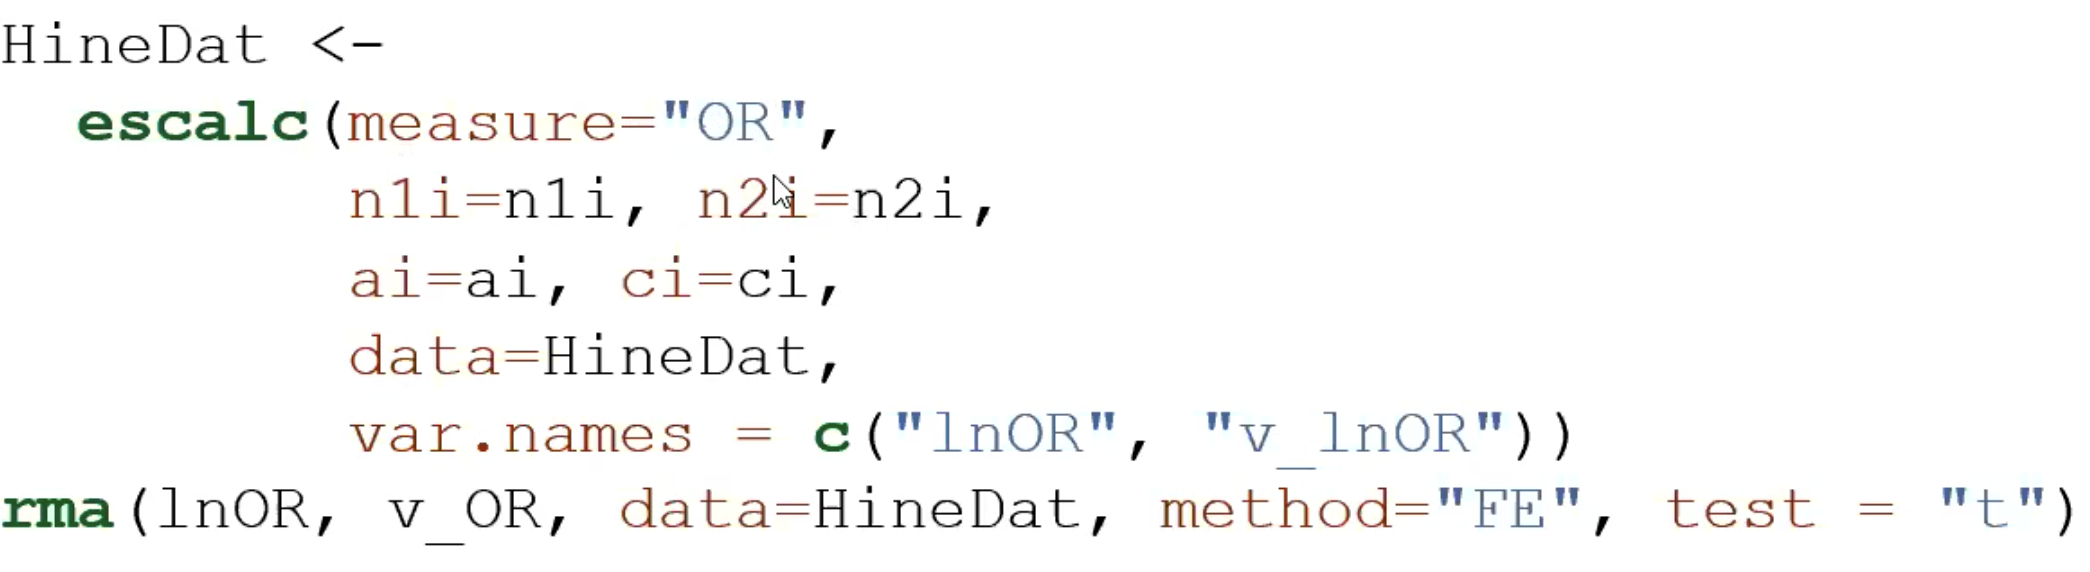 HineDat <-
escalc(measure="OR",
n1i=n1i, n2i=n2i,
ai=ai, ci=ci,
data=HineDat,
var.names = c("lnOR", "v_lnOR"))
rma(lnOR, v_OR, data=HineDat, method="FE", test = "t")